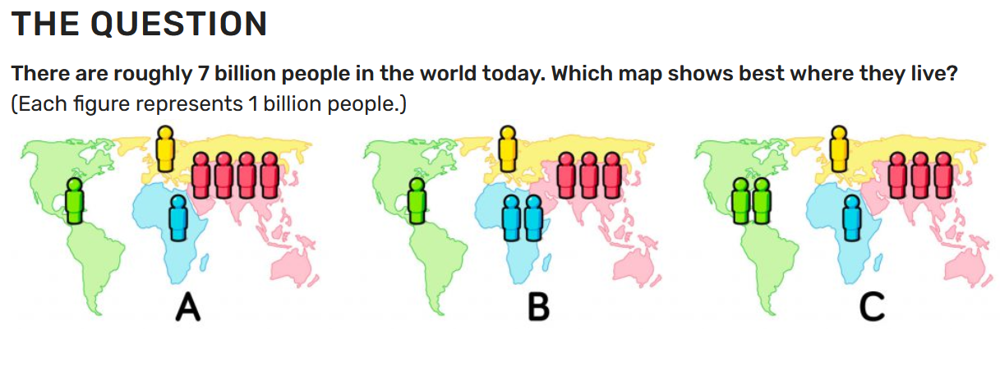 THE QUESTION
There are roughly 7 billion people in the world today. Which map shows best where they live?
(Each figure represents 1 billion people.)
A
B
C